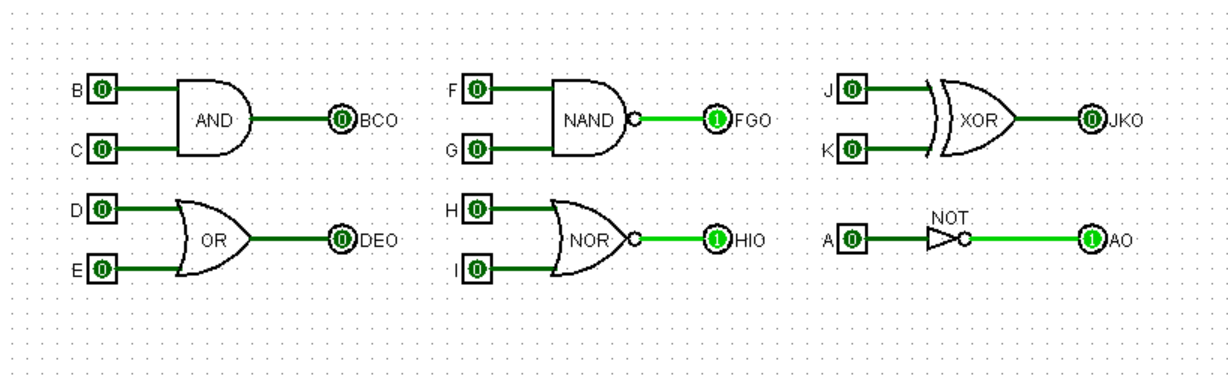 B 0 F 0 J 0
AND 0 BCO NAND 1 FGO XOR 0 JKO
C 0 G 0 K 0
D 0 H 0 NOT
OR 0 DEO NOR 1 HIO A 0 1 AO
E 0 I 0